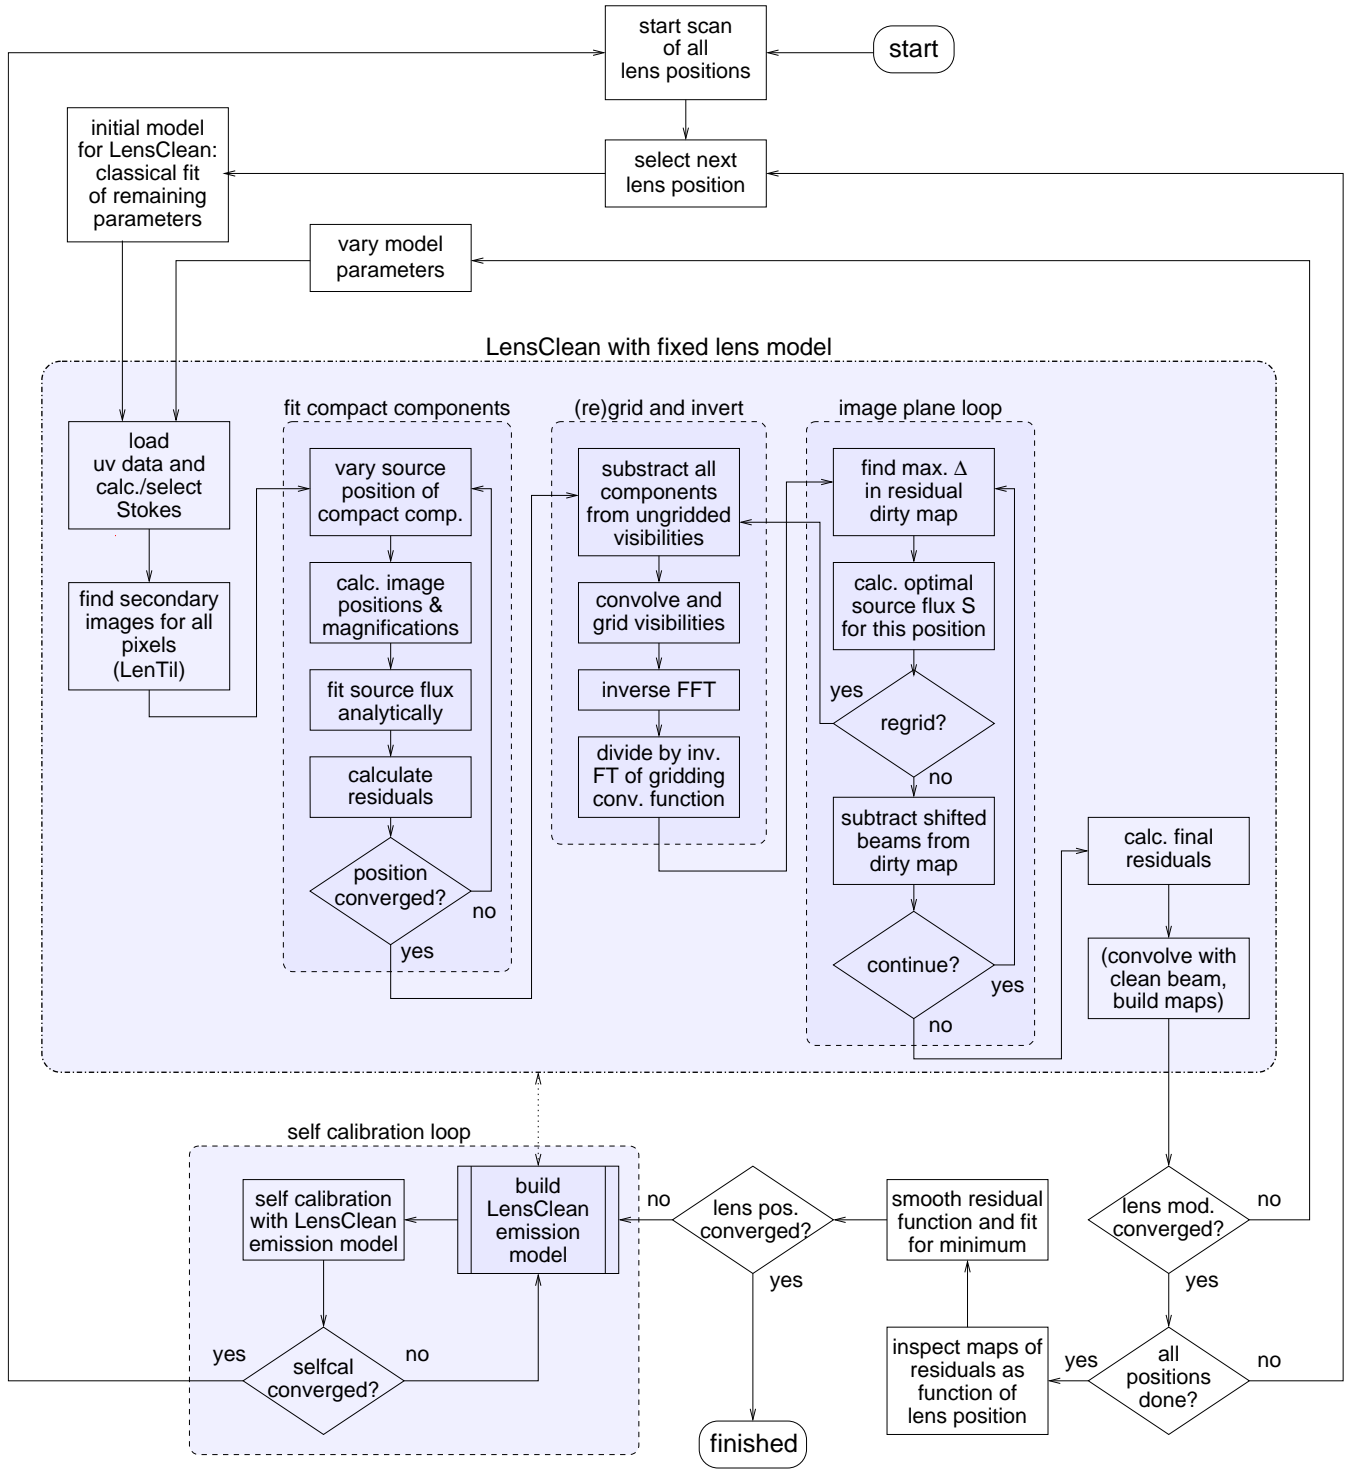 start scan
of all
lens positions
start
initial model
for LensClean:
classical fit
of remaining
parameters
select next
lens position
vary model
parameters
LensClean with fixed lens model
fit compact components
(re)grid and invert
image plane loop
load
uv data and
calc./select
Stokes
find secondary
images for all
pixels
(LenTil)
vary source
position of
compact comp.
calc. image
positions &
magnifications
fit source flux
analytically
calculate
residuals
position
converged?
no
yes
substract all
components
from ungridded
visibilities
convolve and
grid visibilities
inverse FFT
divide by inv.
FT of gridding
conv. function
find max. Δ
in residual
dirty map
calc. optimal
source flux S
for this position
yes
regrid?
no
subtract shifted
beams from
dirty map
continue?
yes
no
calc. final
residuals
(convolve with
clean beam,
build maps)
self calibration loop
self calibration
with LensClean
emission model
build
LensClean
emission
model
yes
selfcal
converged?
no
no
lens pos.
converged?
yes
finished
smooth residual
function and fit
for minimum
inspect maps of
residuals as
function of
lens position
lens mod.
converged?
no
yes
yes
all
positions
done?
no